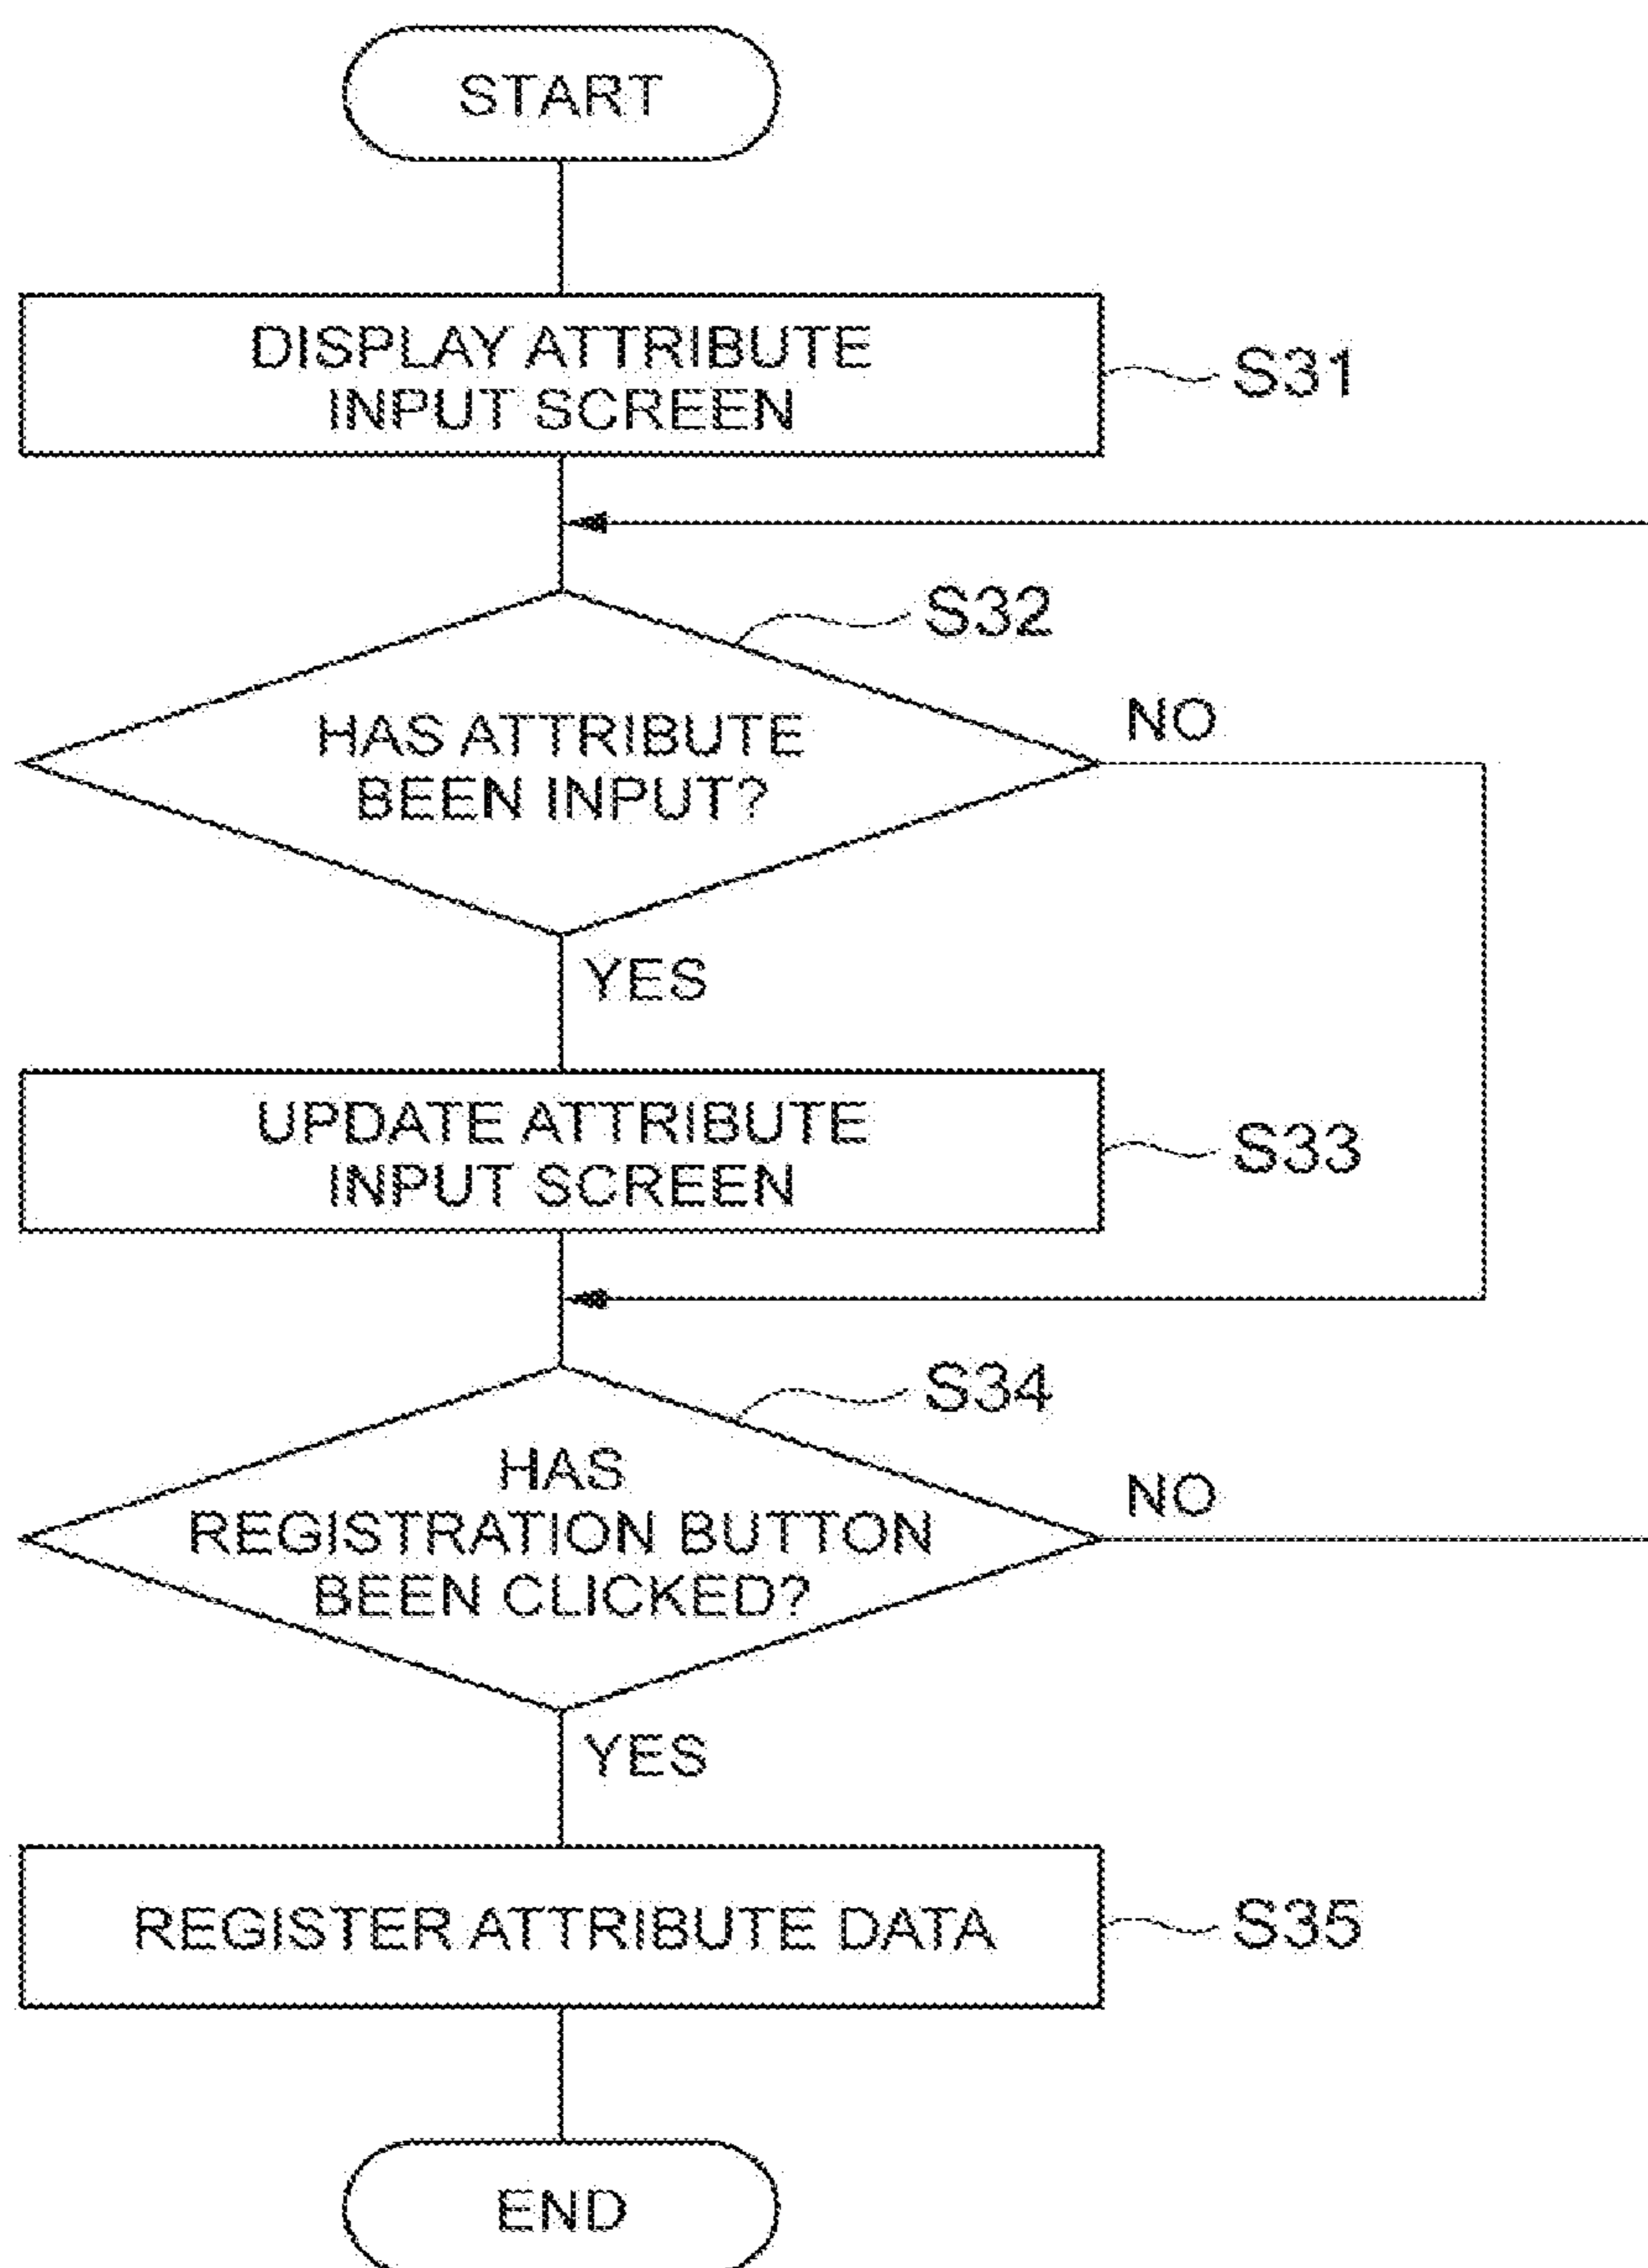 START
DISPLAY ATTRIBUTE
INPUT SCREEN
S31
S32
HAS ATTRIBUTE
BEEN INPUT?
NO
YES
UPDATE ATTRIBUTE
INPUT SCREEN
S33
S34
HAS
REGISTRATION BUTTON
BEEN CLICKED?
NO
YES
REGISTER ATTRIBUTE DATA
S35
END